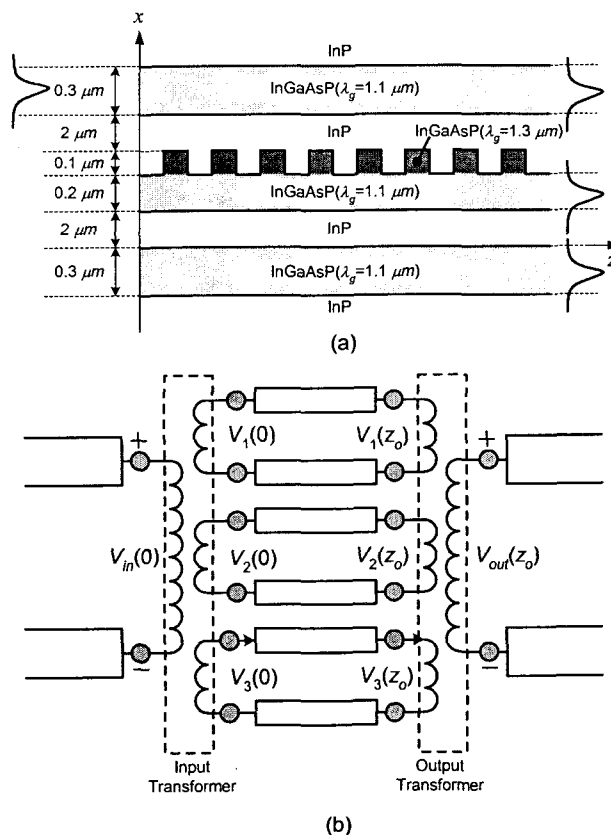 x
InP
0.3 μm
InGaAsP(λg=1.1 μm)
2 μm
InP
InGaAsP(λg=1.3 μm)
0.1 μm
0.2 μm
InGaAsP(λg=1.1 μm)
2 μm
InP
z
0.3 μm
InGaAsP(λg=1.1 μm)
InP
(a)
+
V1(0)
V1(zo)
+
Vin(0)
V2(0)
V2(zo)
Vout(zo)
−
V3(0)
V3(zo)
−
Input
Transformer
Output
Transformer
(b)